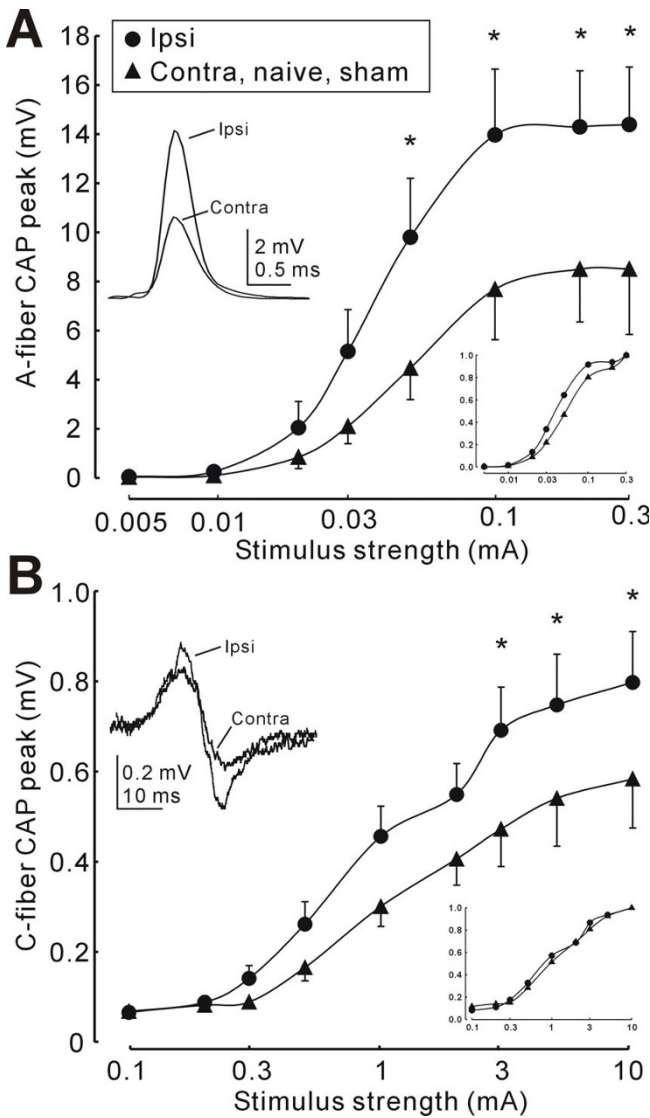 A
18
16
14
12
10
8
6
4
2
0
A-fiber CAP peak (mV)
Ipsi
Contra, naive, sham
* * * *
Ipsi
Contra
2 mV
0.5 ms
1.0
0.8
0.6
0.4
0.2
0.0
0.01 0.03 0.1 0.3
0.005 0.01 0.03 0.1 0.3
Stimulus strength (mA)
B
1.0
0.8
0.6
0.4
0.2
0
C-fiber CAP peak (mV)
* * *
Ipsi
Contra
0.2 mV
10 ms
1.0
0.8
0.6
0.4
0.2
0.0
0.1 0.3 1 3 10
0.1 0.3 1 3 10
Stimulus strength (mA)